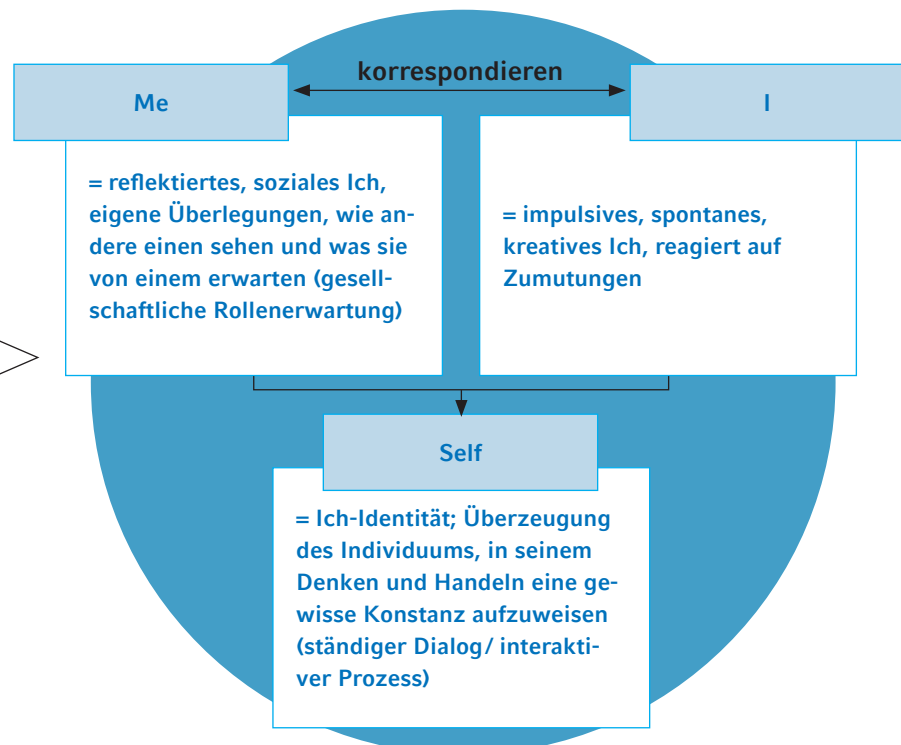 korrespondieren
Me
I
= reflektiertes, soziales Ich,
eigene Überlegungen, wie an-
dere einen sehen und was sie
von einem erwarten (gesell-
schaftliche Rollenerwartung)
= impulsives, spontanes,
kreatives Ich, reagiert auf
Zumutungen
Self
= Ich-Identität; Überzeugung
des Individuums, in seinem
Denken und Handeln eine ge-
wisse Konstanz aufzuweisen
(ständiger Dialog/ interakti-
ver Prozess)